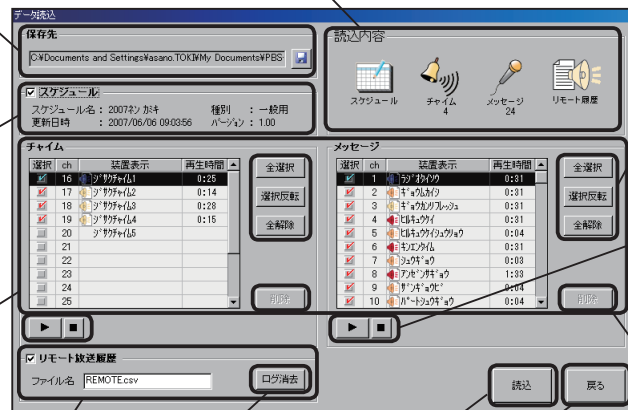 データ読込
保存先
C:¥Documents and Settings¥asano.TOKI¥My Documents¥PBS
読込内容
スケジュール
チャイム
4
メッセージ
24
リモート履歴
スケジュール
スケジュール名 : 2007ネン カキ 種別 : 一般用
更新日時 : 2007/06/06 09:03:56 バージョン : 1.00
チャイム
選択 ch 装置表示 再生時間
16 ジザクチャイム1 0:25
17 ジザクチャイム2 0:14
18 ジザクチャイム3 0:28
19 ジザクチャイム4 0:15
20 ジザクチャイム5
21
22
23
24
25
全選択
選択反転
全解除
削除
メッセージ
選択 ch 装置表示 再生時間
1 ラジオタイソウ 0:31
2 ギョウムカイシ 0:31
3 ギョウカンリフレッシュ 0:31
4 ヒルキュウケイ 0:31
5 ヒルキュウケイシュウリョウ 0:04
6 キンエンタイム 0:31
7 シュウギョウ 0:03
8 アンゼンサギョウ 1:33
9 ザンギョウビ 0:04
10 パートシュウギョウ 0:04
全選択
選択反転
全解除
削除
リモート放送履歴
ファイル名 REMOTE.csv
ログ消去
読込
戻る